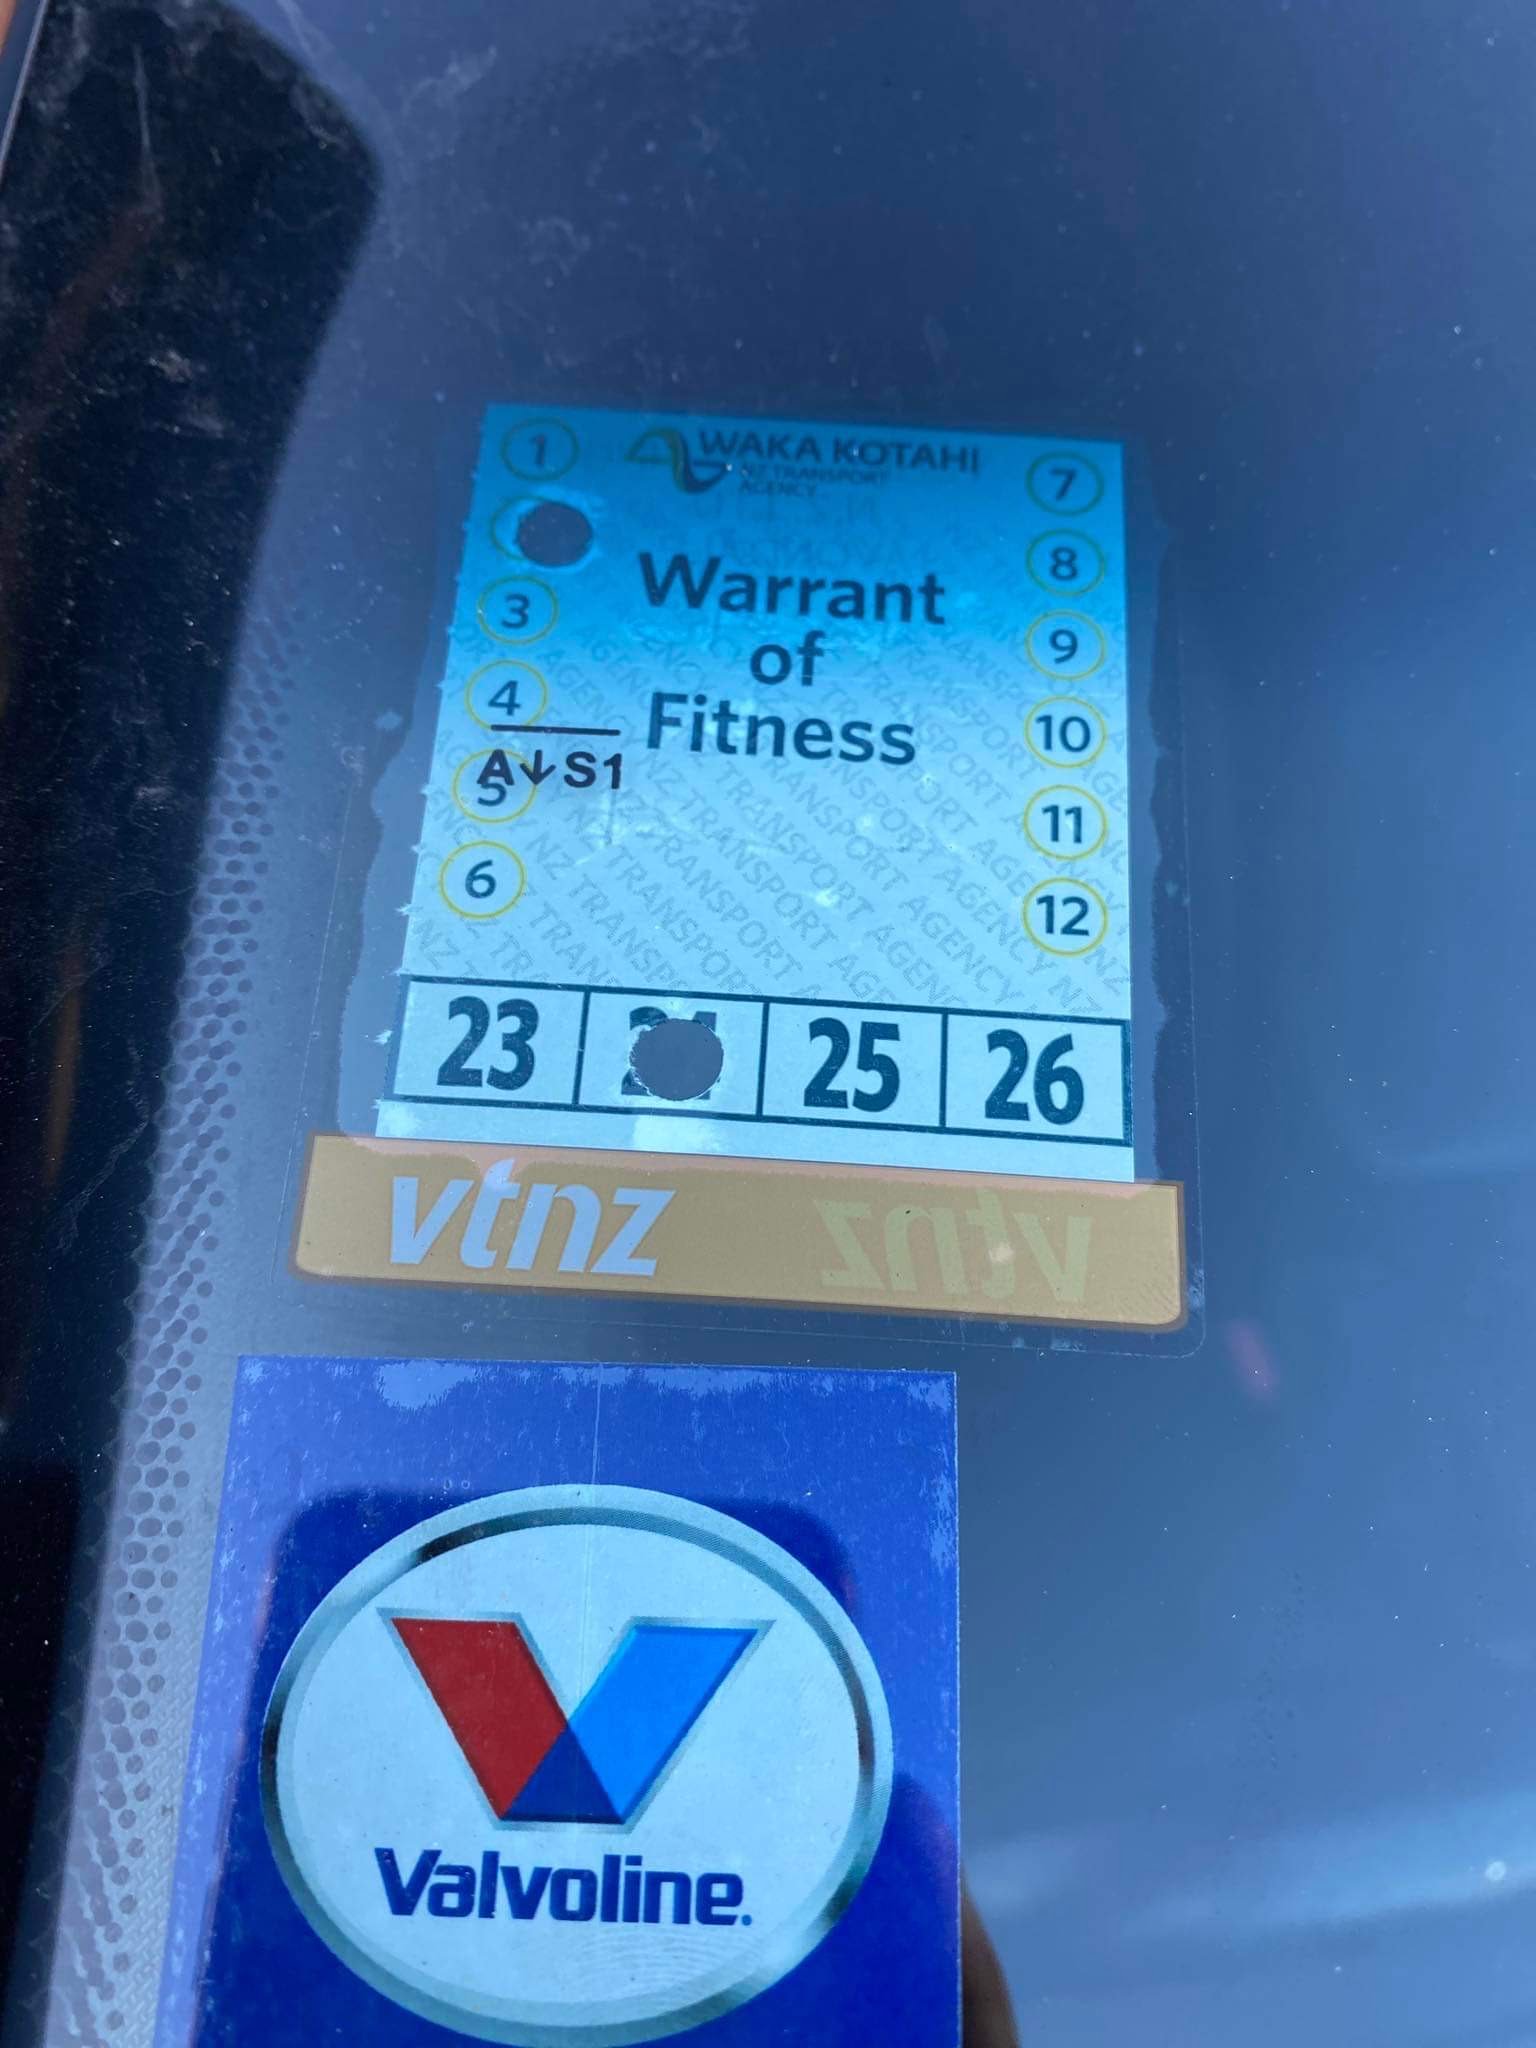 WAKA KOTAHI
NZ TRANSPORT
AGENCY
Warrant
of
Fitness
1
3
4
A↓S1
5
6
7
8
9
10
11
12
23 24 25 26
vtnz
Valvoline.